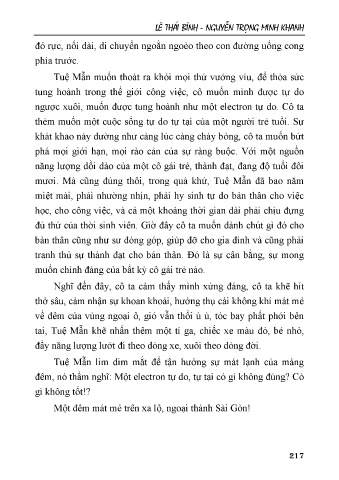 LÊ THÁI BÌNH - NGUYỄN TRỌNG MINH KHANH
đỏ rực, nối dài, di chuyển ngoằn ngoèo theo con đường uống cong
phía trước.
Tuệ Mẫn muốn thoát ra khỏi mọi thứ vướng víu, để thỏa sức
tung hoành trong thế giới công việc, cô muốn mình được tự do
ngược xuôi, muốn được tung hoành như một electron tự do. Cô ta
thèm muốn một cuộc sống tự do tự tại của một người trẻ tuổi. Sự
khát khao này dường như càng lúc càng cháy bỏng, cô ta muốn bứt
phá mọi giới hạn, mọi rào cản của sự ràng buộc. Với một nguồn
năng lượng dồi dào của một cô gái trẻ, thành đạt, đang độ tuổi đôi
mươi. Mà cũng đúng thôi, trong quá khứ, Tuệ Mẫn đã bao năm
miệt mài, phải nhường nhịn, phải hy sinh tự do bản thân cho việc
học, cho công việc, và cả một khoảng thời gian dài phải chịu đựng
đủ thứ của thời sinh viên. Giờ đây cô ta muốn dành chút gì đó cho
bản thân cũng như sư đóng góp, giúp đỡ cho gia đình và cũng phải
tranh thủ sự thành đạt cho bản thân. Đó là sự cân bằng, sự mong
muốn chính đáng của bất kỳ cô gái trẻ nào.
Nghĩ đến đây, cô ta cảm thấy mình xứng đáng, cô ta khẽ hít
thở sâu, cảm nhận sự khoan khoái, hưởng thụ cái không khí mát mẻ
về đêm của vùng ngoại ô, gió vẫn thổi ù ù, tóc bay phất phới bên
tai, Tuệ Mẫn khẽ nhấn thêm một tí ga, chiếc xe màu đỏ, bé nhỏ,
đầy năng lượng lướt đi theo dòng xe, xuôi theo dòng đời.
Tuệ Mẫn lim dim mắt để tận hưởng sự mát lạnh của màng
đêm, nó thầm nghĩ: Một electron tự do, tự tại có gì không đúng? Có
gì không tốt!?
Một đêm mát mẻ trên xa lộ, ngoại thành Sài Gòn!
217